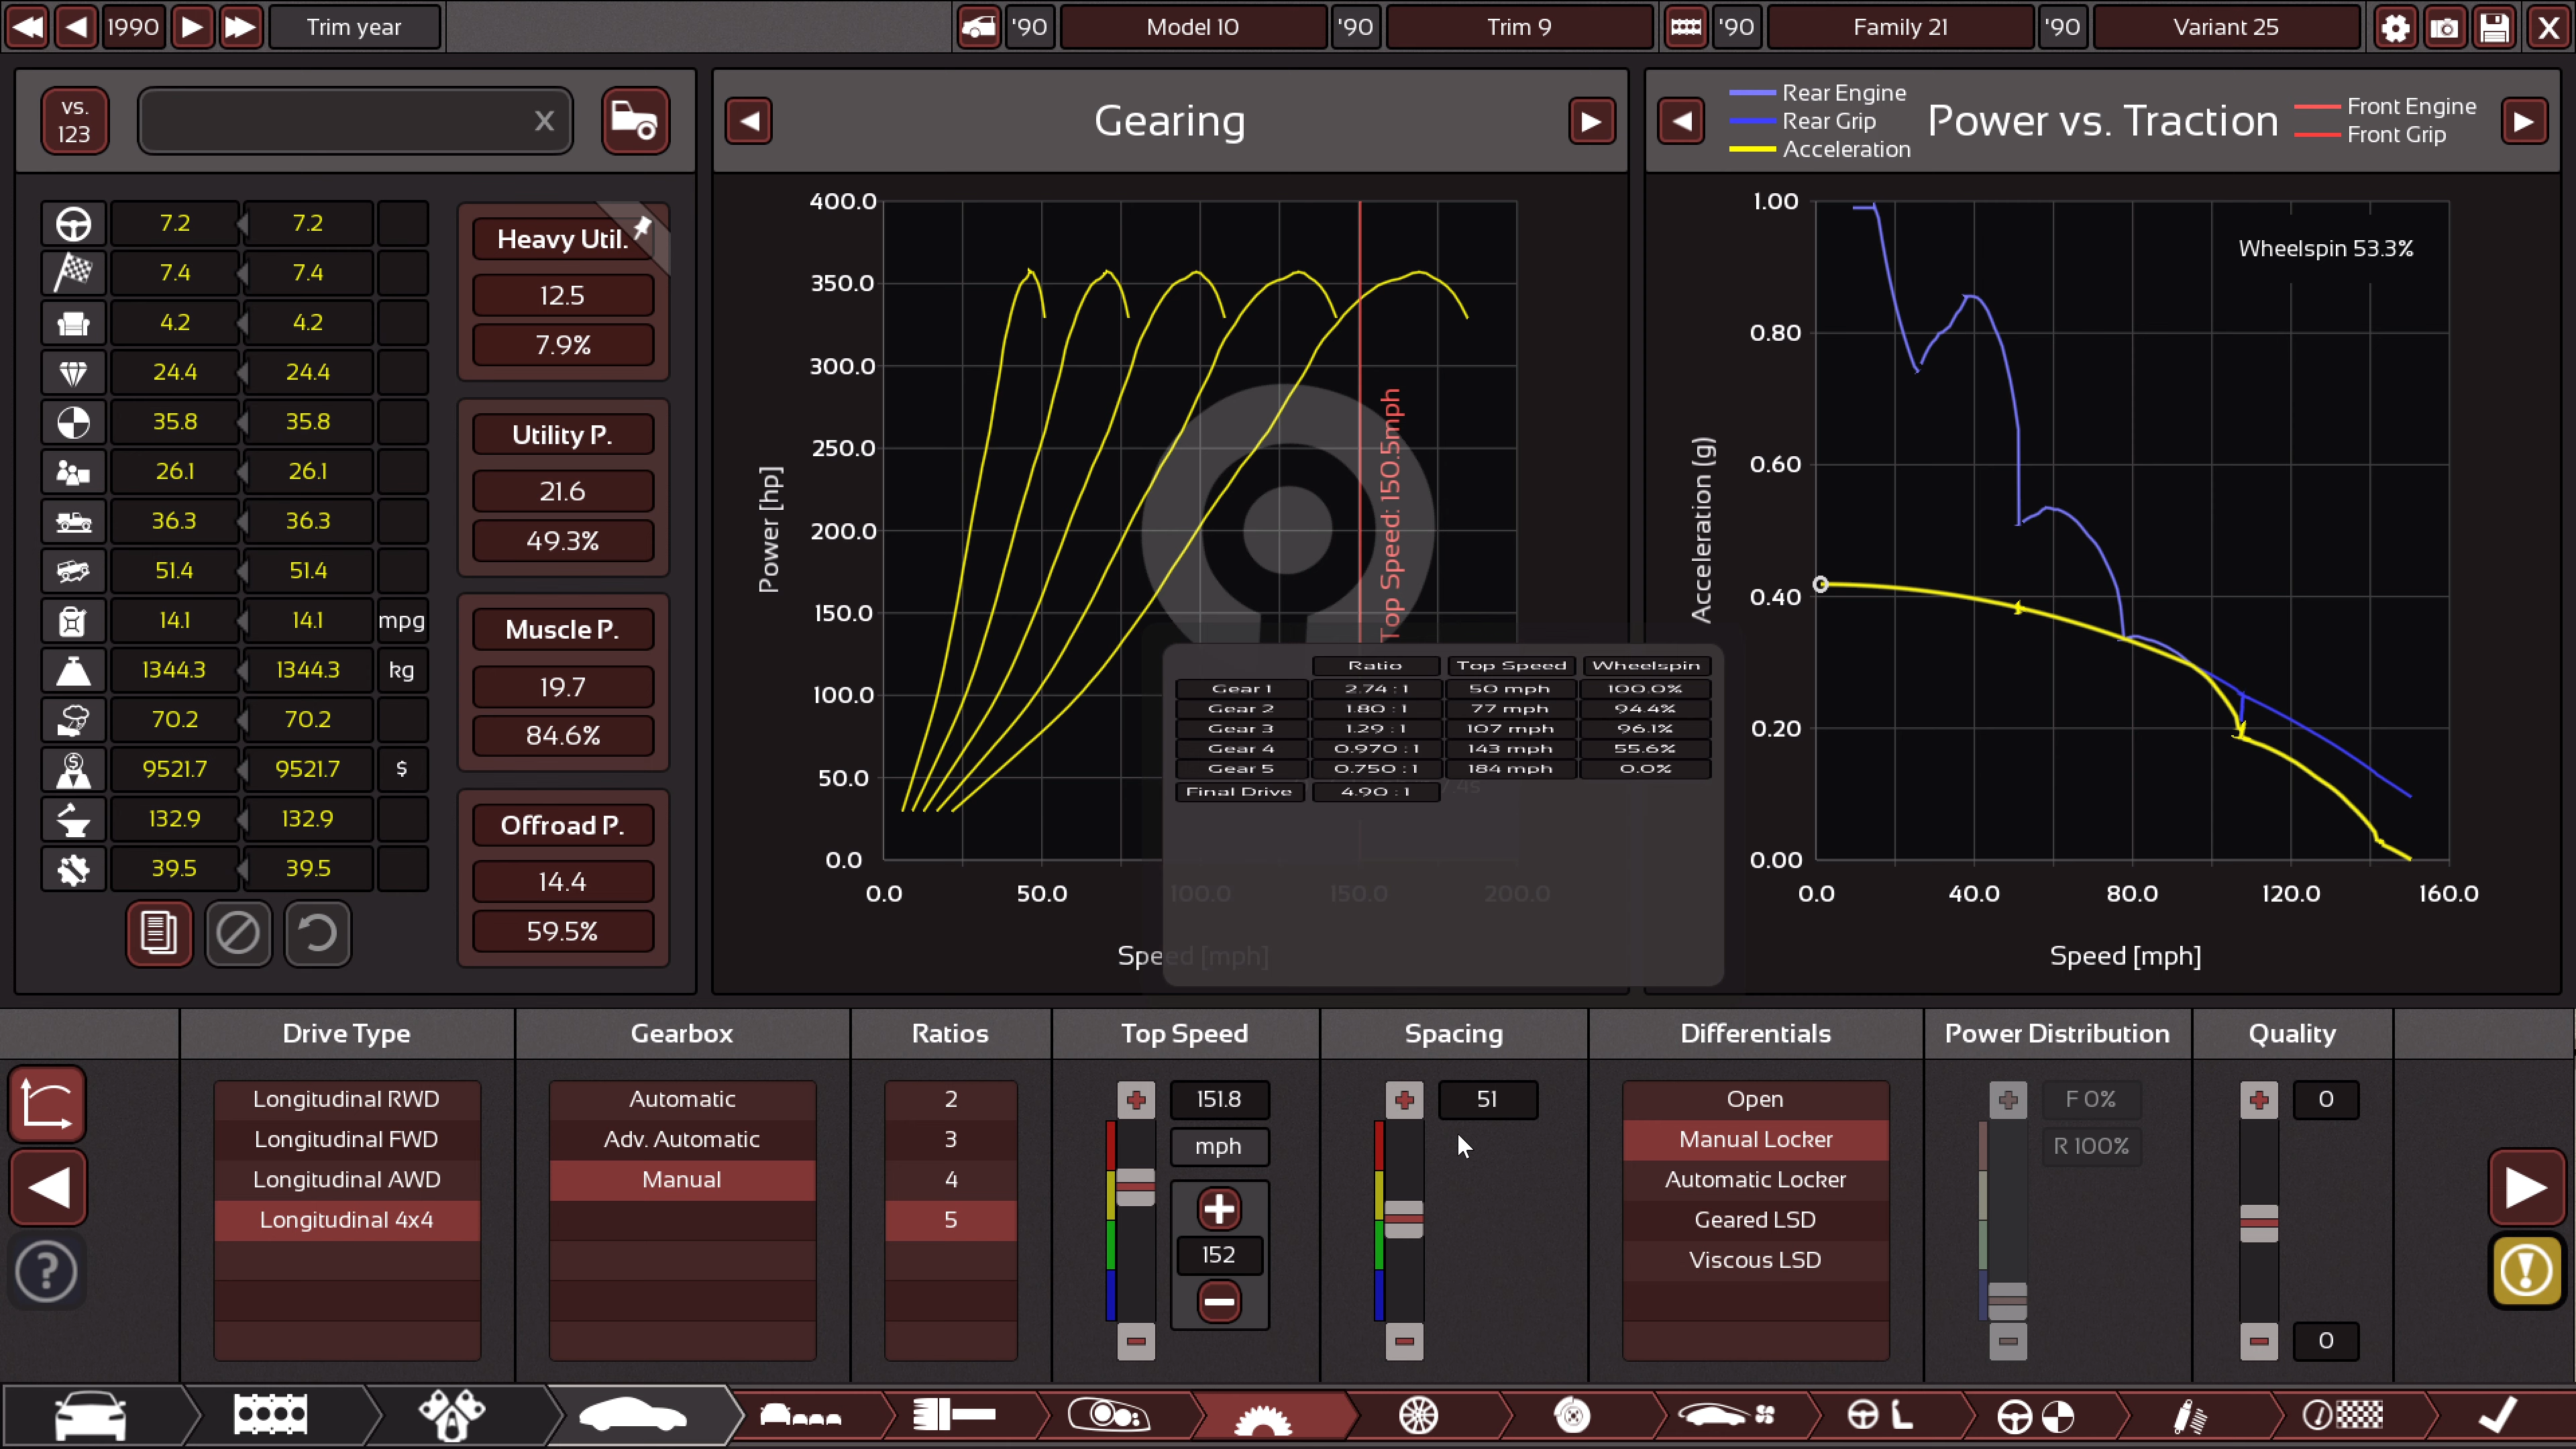 1990
Trim year
'90
Model 10
'90
Trim 9
'90
Family 21
'90
Variant 25
X
vs.
123
x
7.2 7.2
7.4 7.4
4.2 4.2
24.4 24.4
35.8 35.8
26.1 26.1
36.3 36.3
51.4 51.4
14.1 14.1 mpg
1344.3 1344.3 kg
70.2 70.2
9521.7 9521.7 $
132.9 132.9
39.5 39.5
Heavy Util.
12.5
7.9%
Utility P.
21.6
49.3%
Muscle P.
19.7
84.6%
Offroad P.
14.4
59.5%
Gearing
400.0
350.0
300.0
250.0
200.0
150.0
100.0
50.0
0.0
Power [hp]
0.0 50.0 100.0 150.0 200.0
Speed [mph]
Top Speed: 150.5mph
Ratio Top Speed Wheelspin
Gear 1 2.74 : 1 50 mph 100.0%
Gear 2 1.80 : 1 77 mph 94.4%
Gear 3 1.29 : 1 107 mph 96.1%
Gear 4 0.970 : 1 143 mph 55.6%
Gear 5 0.750 : 1 184 mph 0.0%
Final Drive 4.90 : 1
Rear Engine
Rear Grip
Acceleration
Power vs. Traction
Front Engine
Front Grip
Wheelspin 53.3%
1.00
0.80
0.60
0.40
0.20
0.00
Acceleration (g)
0.0 40.0 80.0 120.0 160.0
Speed [mph]
Drive Type
Longitudinal RWD
Longitudinal FWD
Longitudinal AWD
Longitudinal 4x4
Gearbox
Automatic
Adv. Automatic
Manual
Ratios
2
3
4
5
Top Speed
151.8
mph
152
Spacing
51
Differentials
Open
Manual Locker
Automatic Locker
Geared LSD
Viscous LSD
Power Distribution
F 0%
R 100%
Quality
0
0
?